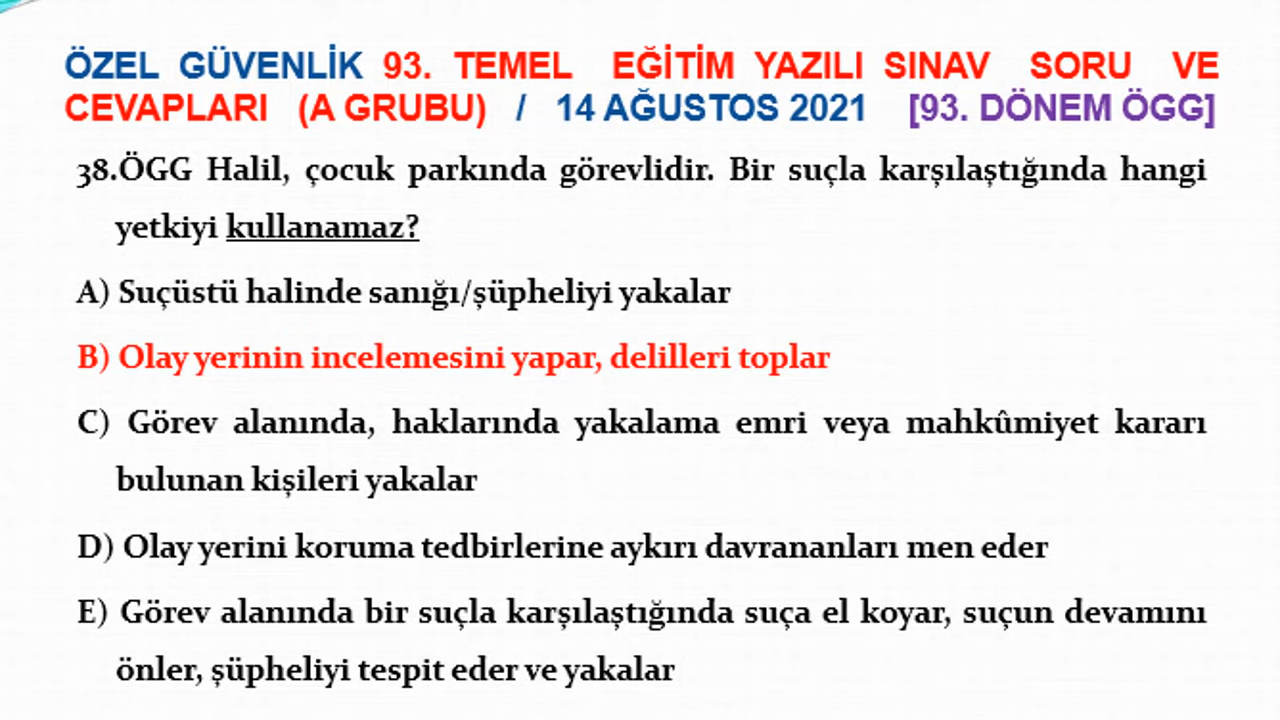 ÖZEL GÜVENLİK 93. TEMEL EĞİTİM YAZILI SINAV SORU VE
CEVAPLARI (A GRUBU) / 14 AĞUSTOS 2021 [93. DÖNEM ÖGG]
38.ÖGG Halil, çocuk parkında görevlidir. Bir suçla karşılaştığında hangi
yetkiyi kullanamaz?
A) Suçüstü halinde sanığı/şüpheliyi yakalar
B) Olay yerinin incelemesini yapar, delilleri toplar
C) Görev alanında, haklarında yakalama emri veya mahkûmiyet kararı
bulunan kişileri yakalar
D) Olay yerini koruma tedbirlerine aykırı davrananları men eder
E) Görev alanında bir suçla karşılaştığında suça el koyar, suçun devamını
önler, şüpheliyi tespit eder ve yakalar